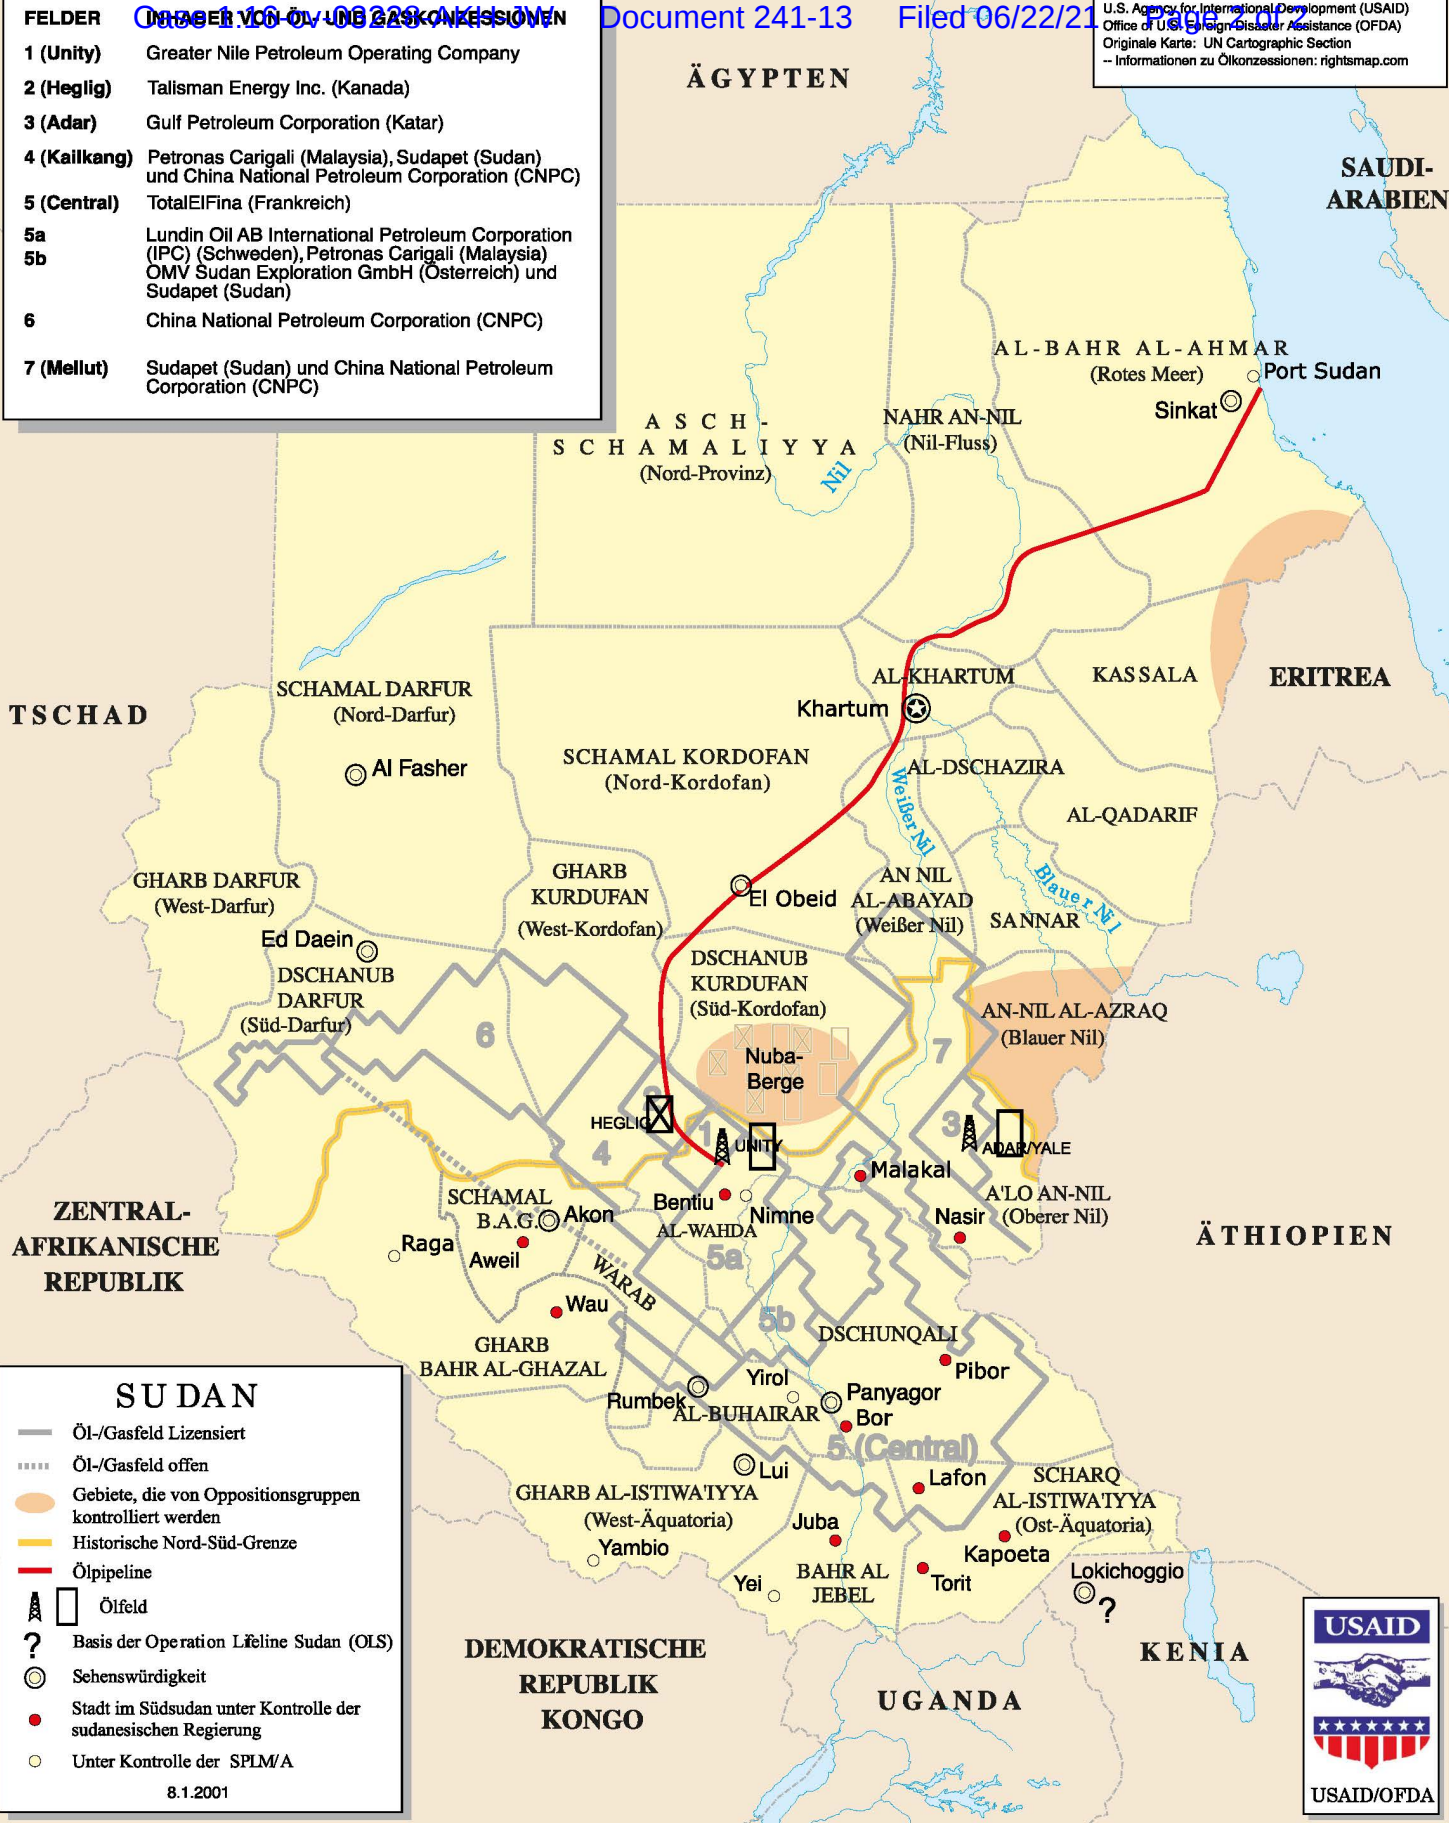 Case 1:16-cv-03228-AKH-JW Document 241-13 Filed 06/22/21 Page 2 of 2
FELDER INHABER VON ÖL- UND GASKONZESSIONEN
1 (Unity) Greater Nile Petroleum Operating Company
2 (Heglig) Talisman Energy Inc. (Kanada)
3 (Adar) Gulf Petroleum Corporation (Katar)
4 (Kailkang) Petronas Carigali (Malaysia), Sudapet (Sudan)
und China National Petroleum Corporation (CNPC)
5 (Central) TotalElFina (Frankreich)
5a Lundin Oil AB International Petroleum Corporation
5b (IPC) (Schweden), Petronas Carigali (Malaysia)
OMV Sudan Exploration GmbH (Österreich) und
Sudapet (Sudan)
6 China National Petroleum Corporation (CNPC)
7 (Mellut) Sudapet (Sudan) und China National Petroleum
Corporation (CNPC)
U.S. Agency for International Development (USAID)
Office of U.S. Foreign Disaster Assistance (OFDA)
Originale Karte: UN Cartographic Section
-- Informationen zu Ölkonzessionen: rightsmap.com
ÄGYPTEN
SAUDI-
ARABIEN
AL-BAHR AL-AHMAR
(Rotes Meer)
Port Sudan
Sinkat
ASCH-
SCHAMALIYYA
(Nord-Provinz)
Nil
NAHR AN-NIL
(Nil-Fluss)
AL-KHARTUM
Khartum
KASSALA
ERITREA
TSCHAD
SCHAMAL DARFUR
(Nord-Darfur)
Al Fasher
SCHAMAL KORDOFAN
(Nord-Kordofan)
AL-DSCHAZIRA
Weißer Nil
AL-QADARIF
GHARB DARFUR
(West-Darfur)
GHARB
KURDUFAN
(West-Kordofan)
El Obeid
AN NIL
AL-ABAYAD
(Weißer Nil)
Blauer Nil
SANNAR
Ed Daein
DSCHANUB
DARFUR
(Süd-Darfur)
DSCHANUB
KURDUFAN
(Süd-Kordofan)
AN-NIL AL-AZRAQ
(Blauer Nil)
6
7
Nuba-
Berge
2
HEGLIG
1
UNITY
3
ADAR/YALE
4
Malakal
A'LO AN-NIL
(Oberer Nil)
Nasir
ÄTHIOPIEN
ZENTRAL-
AFRIKANISCHE
REPUBLIK
SCHAMAL
B.A.G.
Akon
Bentiu
Nimne
AL-WAHDA
Raga
Aweil
5a
WARAB
Wau
5b
DSCHUNQALI
GHARB
BAHR AL-GHAZAL
Pibor
Yirol
Rumbek
Panyagor
AL-BUHAIRAR
Bor
5 (Central)
Lui
Lafon
SCHARQ
AL-ISTIWA'IYYA
(Ost-Äquatoria)
GHARB AL-ISTIWA'IYYA
(West-Äquatoria)
Juba
Kapoeta
Yambio
Yei
BAHR AL
JEBEL
Torit
Lokichoggio
?
DEMOKRATISCHE
REPUBLIK
KONGO
UGANDA
KENIA
SUDAN
Öl-/Gasfeld Lizensiert
Öl-/Gasfeld offen
Gebiete, die von Oppositionsgruppen
kontrolliert werden
Historische Nord-Süd-Grenze
Ölpipeline
Ölfeld
? Basis der Operation Lifeline Sudan (OLS)
Sehenswürdigkeit
Stadt im Südsudan unter Kontrolle der
sudanesischen Regierung
Unter Kontrolle der SPLM/A
8.1.2001
USAID
USAID/OFDA